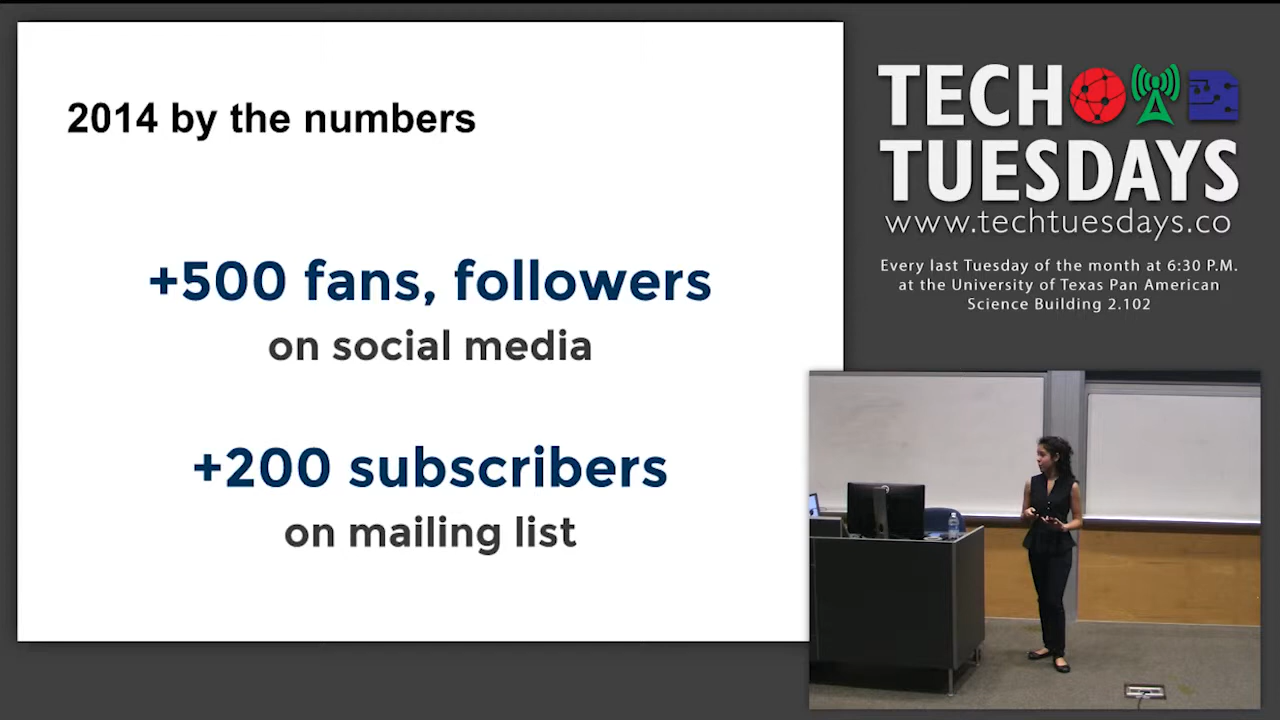 2014 by the numbers
+500 fans, followers
on social media
+200 subscribers
on mailing list
TECH
TUESDAYS
www.techtuesdays.co
Every last Tuesday of the month at 6:30 P.M.
at the University of Texas Pan American
Science Building 2.102